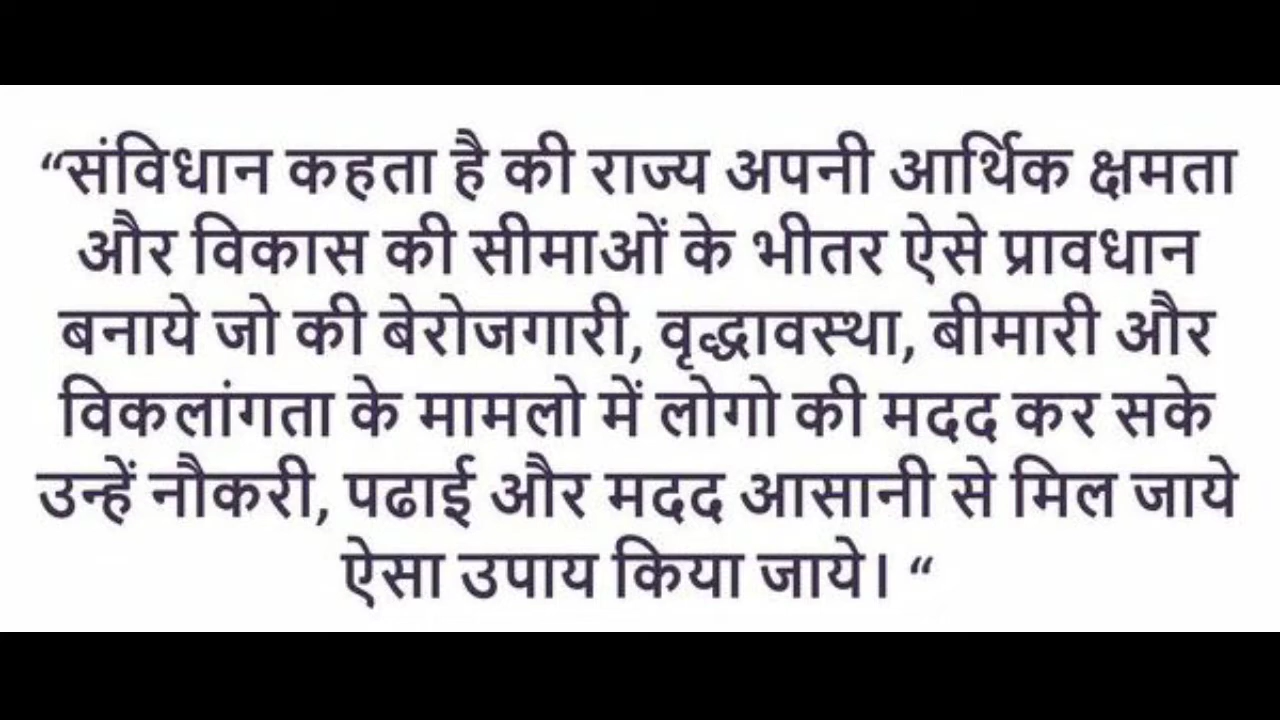 “संविधान कहता है की राज्य अपनी आर्थिक क्षमता
और विकास की सीमाओं के भीतर ऐसे प्रावधान
बनाये जो की बेरोजगारी, वृद्धावस्था, बीमारी और
विकलांगता के मामलो में लोगो की मदद कर सके
उन्हें नौकरी, पढाई और मदद आसानी से मिल जाये
ऐसा उपाय किया जाये। “